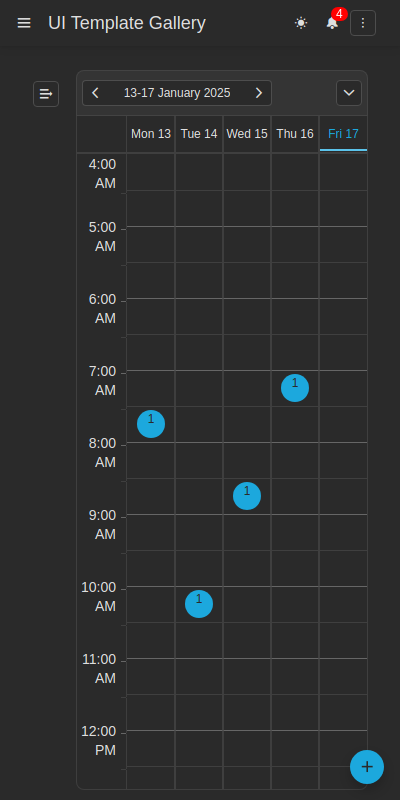 UI Template Gallery
4
13-17 January 2025
Mon 13 Tue 14 Wed 15 Thu 16 Fri 17
4:00
AM
5:00
AM
6:00
AM
7:00
AM
1
1
8:00
AM
1
9:00
AM
10:00
AM
1
11:00
AM
12:00
PM